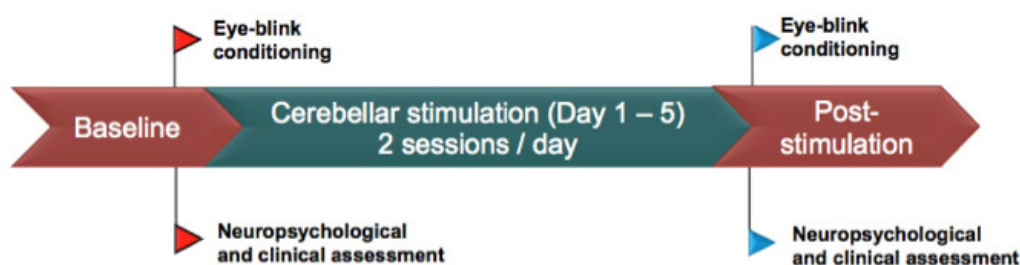 Eye-blink
conditioning
Eye-blink
conditioning
Baseline
Cerebellar stimulation (Day 1 – 5)
2 sessions / day
Post-
stimulation
Neuropsychological
and clinical assessment
Neuropsychological
and clinical assessment